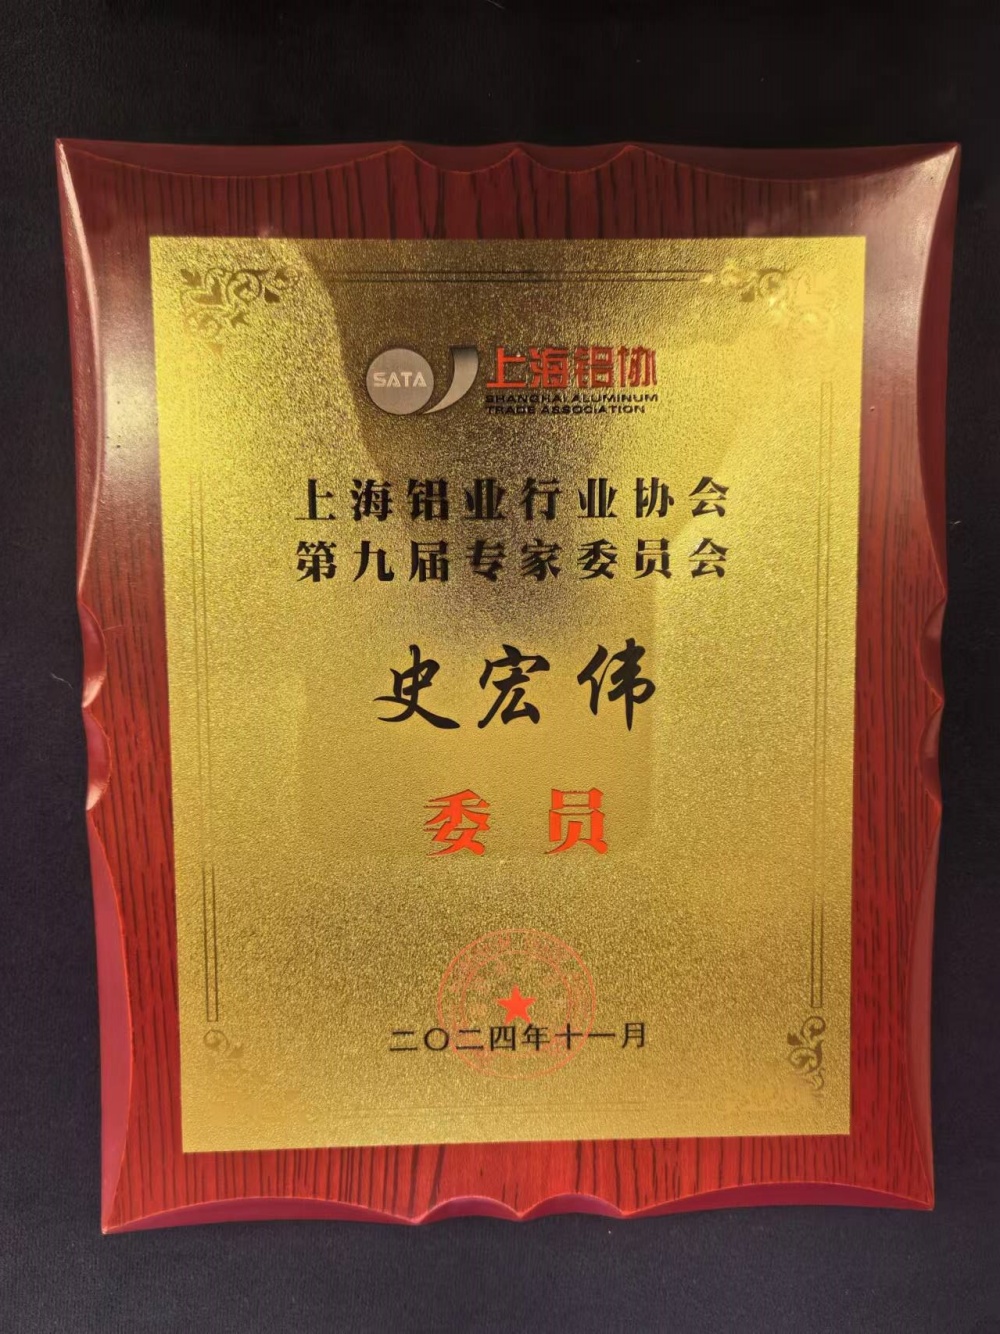 SATA
上海铝协
SHANGHAI ALUMINUM
TRADE ASSOCIATION
上海铝业行业协会
第九届专家委员会
史宏伟
委员
二〇二四年十一月